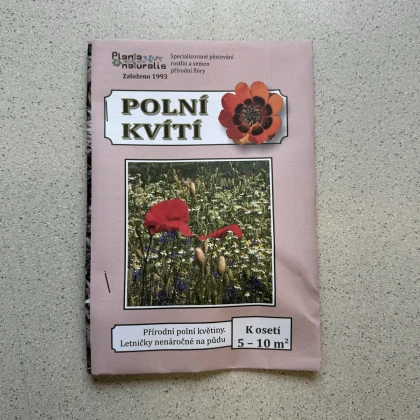 Planta
naturalis
Založeno 1993
Specializované pěstování
rostlin a semen
přírodní flóry
POLNÍ
KVÍTÍ
Přírodní polní květiny.
Letničky nenáročné na půdu
K osetí
5 – 10 m²